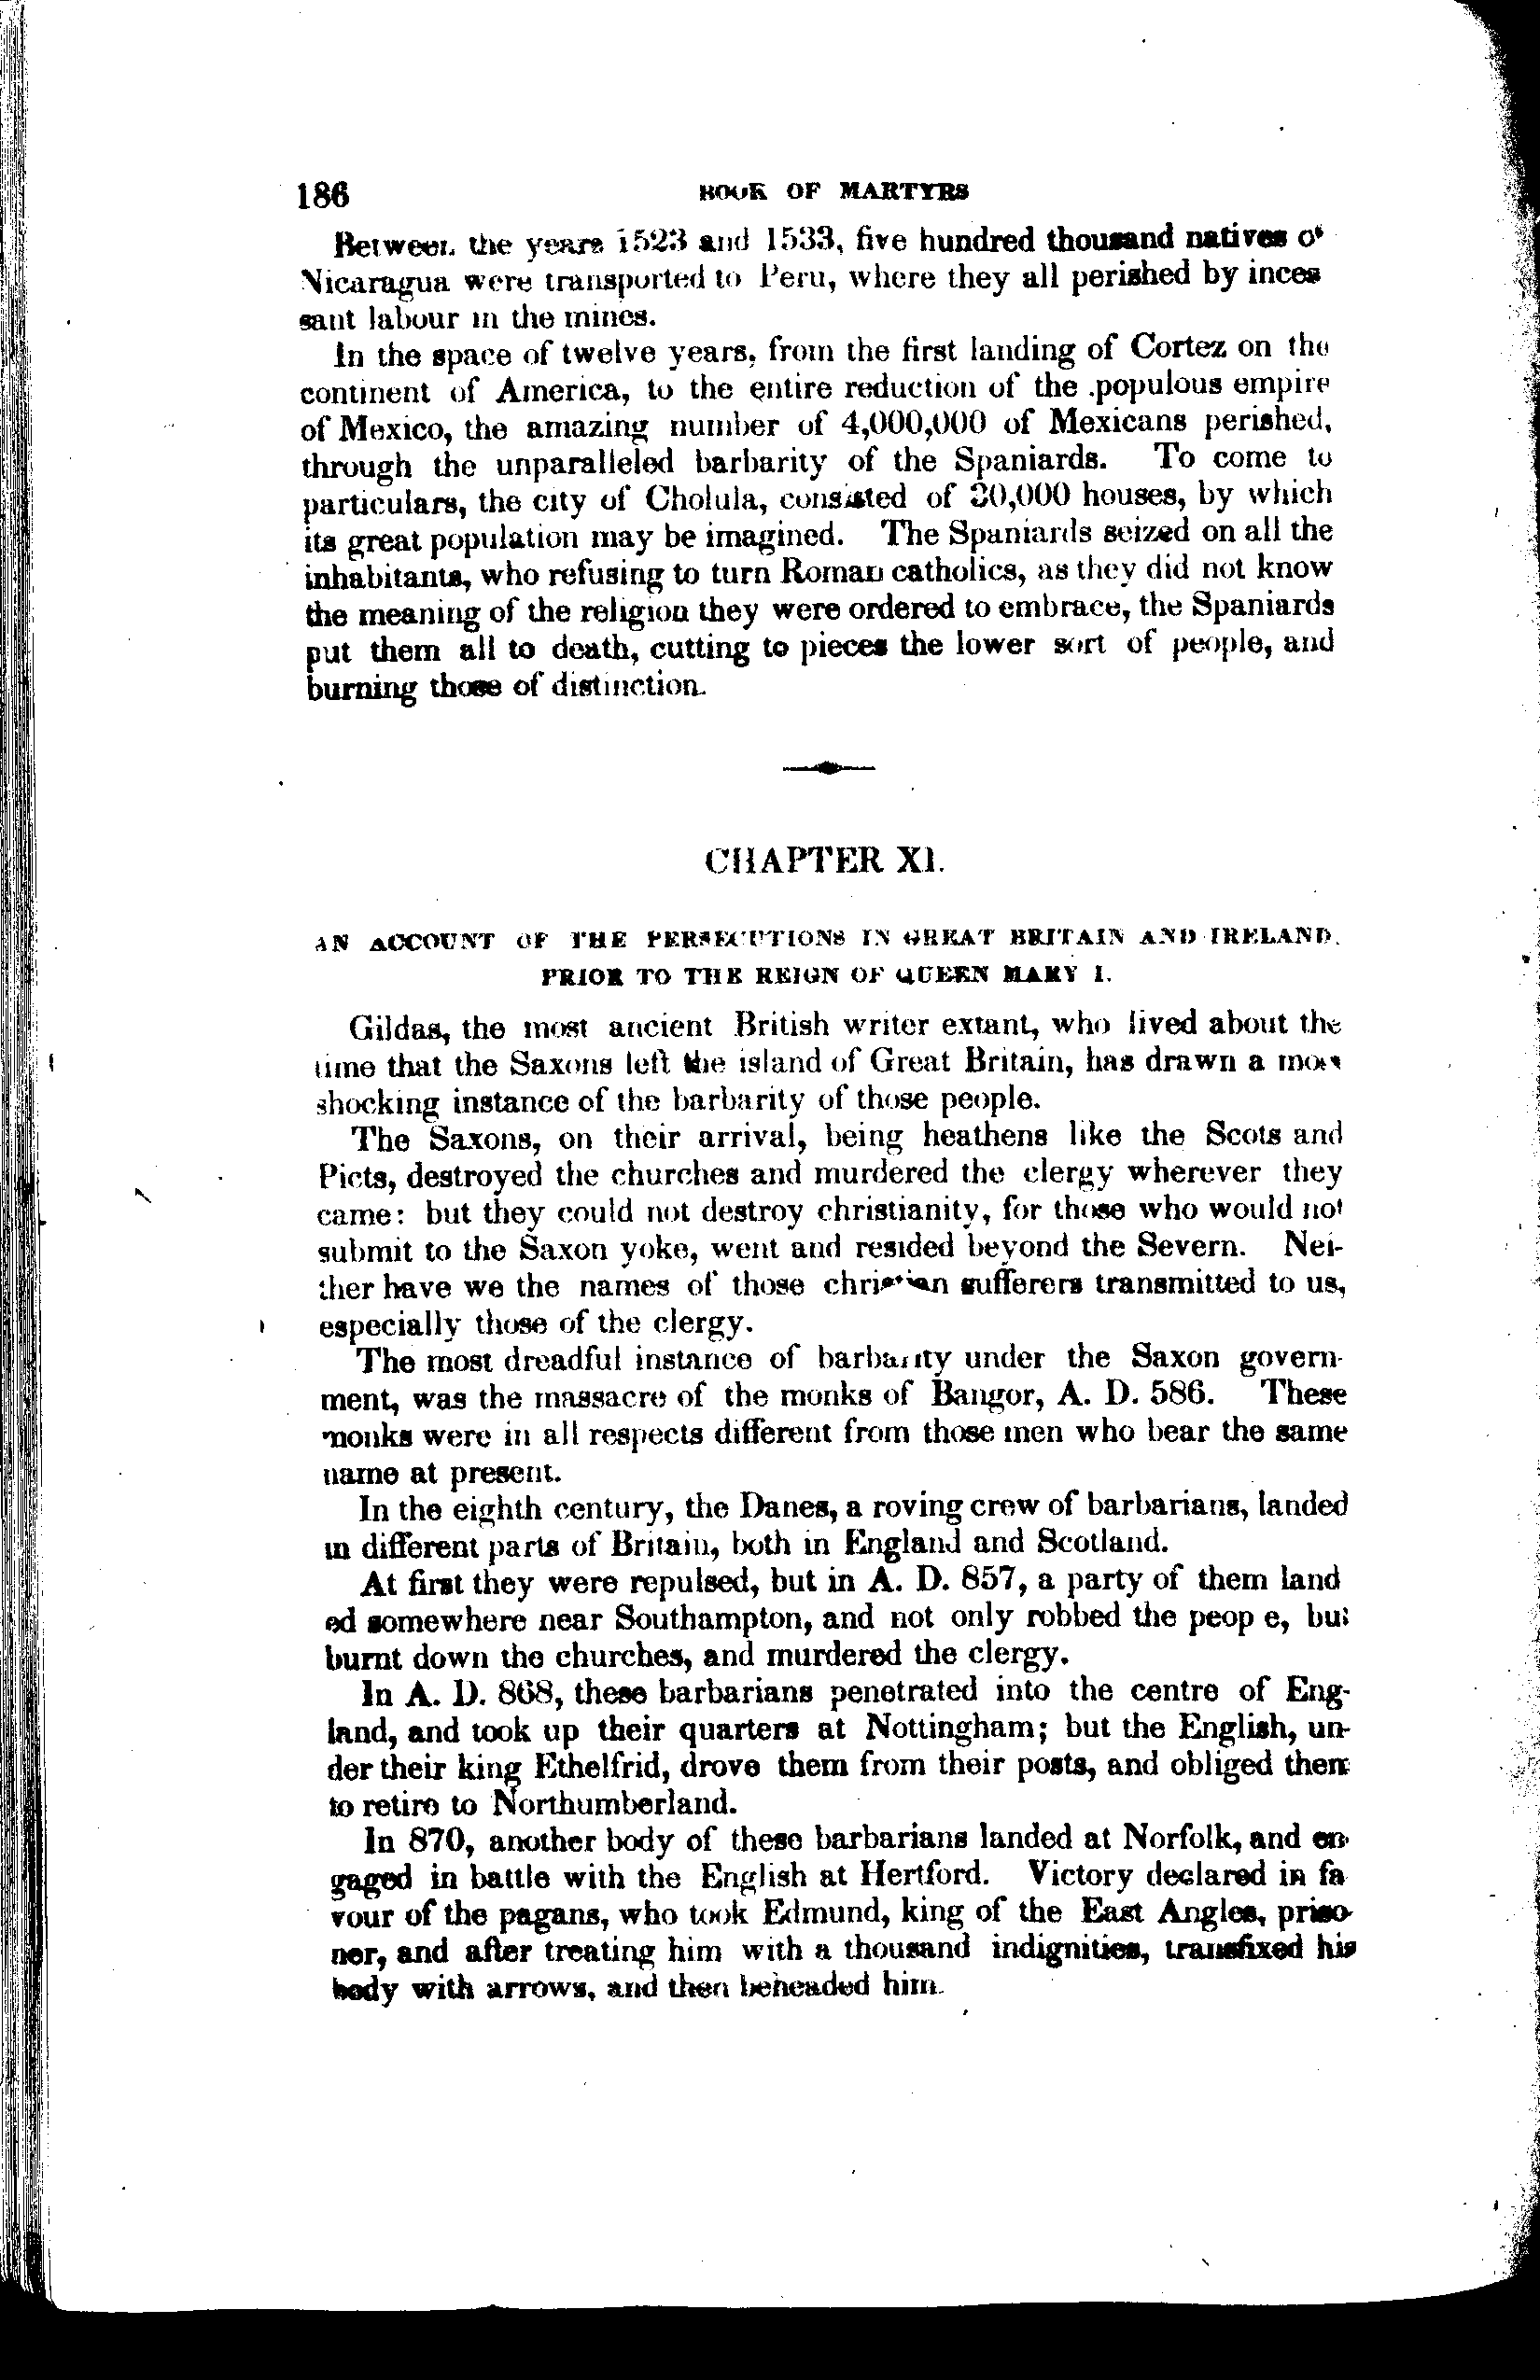 186 BOOK OF MARTYRS
Between the years 1523 and 1533, five hundred thousand natives of
Nicaragua were transported to Peru, where they all perished by inces
sant labour in the mines.
In the space of twelve years, from the first landing of Cortez on the
continent of America, to the entire reduction of the populous empire
of Mexico, the amazing number of 4,000,000 of Mexicans perished,
through the unparalleled barbarity of the Spaniards. To come to
particulars, the city of Cholula, consisted of 30,000 houses, by which
its great population may be imagined. The Spaniards seized on all the
inhabitants, who refusing to turn Roman catholics, as they did not know
the meaning of the religion they were ordered to embrace, the Spaniards
put them all to death, cutting to pieces the lower sort of people, and
burning those of distinction.
CHAPTER XI.
AN ACCOUNT OF THE PERSECUTIONS IN GREAT BRITAIN AND IRELAND,
PRIOR TO THE REIGN OF QUEEN MARY I.
Gildas, the most ancient British writer extant, who lived about the
time that the Saxons left the island of Great Britain, has drawn a most
shocking instance of the barbarity of those people.
The Saxons, on their arrival, being heathens like the Scots and
Picts, destroyed the churches and murdered the clergy wherever they
came: but they could not destroy christianity, for those who would not
submit to the Saxon yoke, went and resided beyond the Severn. Nei-
ther have we the names of those christian sufferers transmitted to us,
especially those of the clergy.
The most dreadful instance of barbarity under the Saxon govern-
ment, was the massacre of the monks of Bangor, A. D. 586. These
monks were in all respects different from those men who bear the same
name at present.
In the eighth century, the Danes, a roving crew of barbarians, landed
in different parts of Britain, both in England and Scotland.
At first they were repulsed, but in A. D. 857, a party of them land
ed somewhere near Southampton, and not only robbed the peop e, but
burnt down the churches, and murdered the clergy.
In A. D. 868, these barbarians penetrated into the centre of Eng-
land, and took up their quarters at Nottingham; but the English, un-
der their king Ethelfrid, drove them from their posts, and obliged them
to retire to Northumberland.
In 870, another body of these barbarians landed at Norfolk, and en-
gaged in battle with the English at Hertford. Victory declared in fa
vour of the pagans, who took Edmund, king of the East Angles, priso-
ner, and after treating him with a thousand indignities, transfixed his
body with arrows, and then beheaded him.